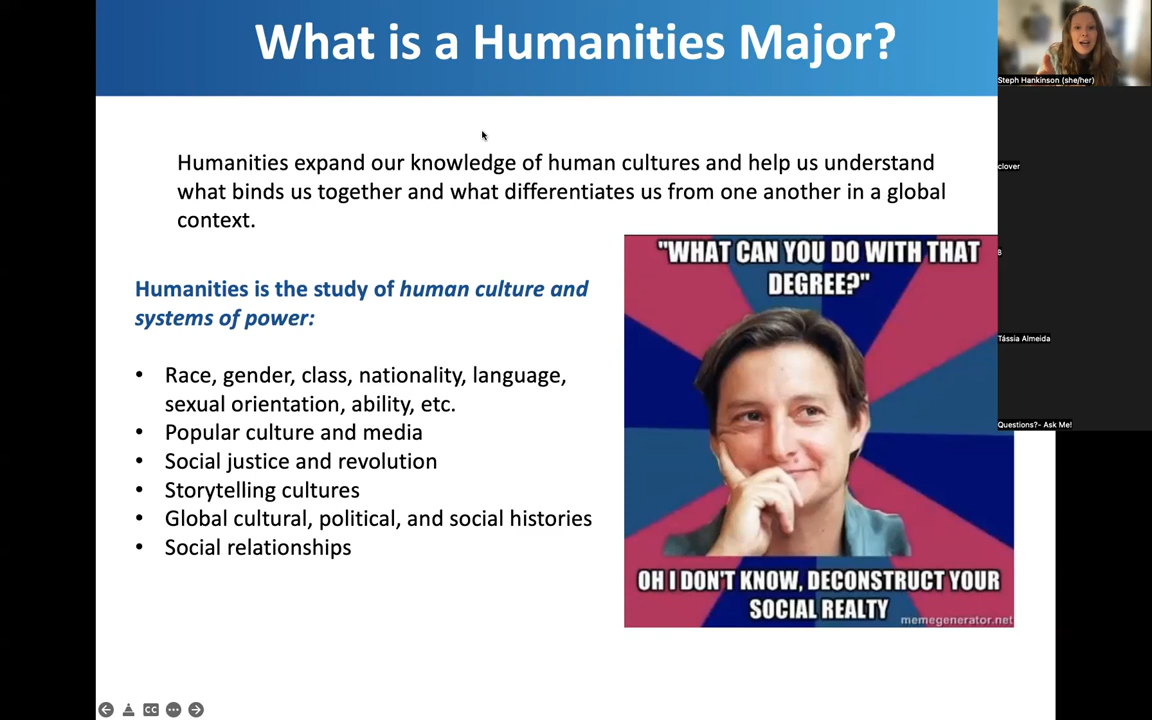 What is a Humanities Major?
Steph Hankinson (she/her)
Humanities expand our knowledge of human cultures and help us understand
what binds us together and what differentiates us from one another in a global
context.
clover
8
Tássia Almeida
Questions?- Ask Me!
Humanities is the study of human culture and
systems of power:
• Race, gender, class, nationality, language,
sexual orientation, ability, etc.
• Popular culture and media
• Social justice and revolution
• Storytelling cultures
• Global cultural, political, and social histories
• Social relationships
"WHAT CAN YOU DO WITH THAT
DEGREE?"
OH I DON'T KNOW, DECONSTRUCT YOUR
SOCIAL REALTY
memegenerator.net
CC